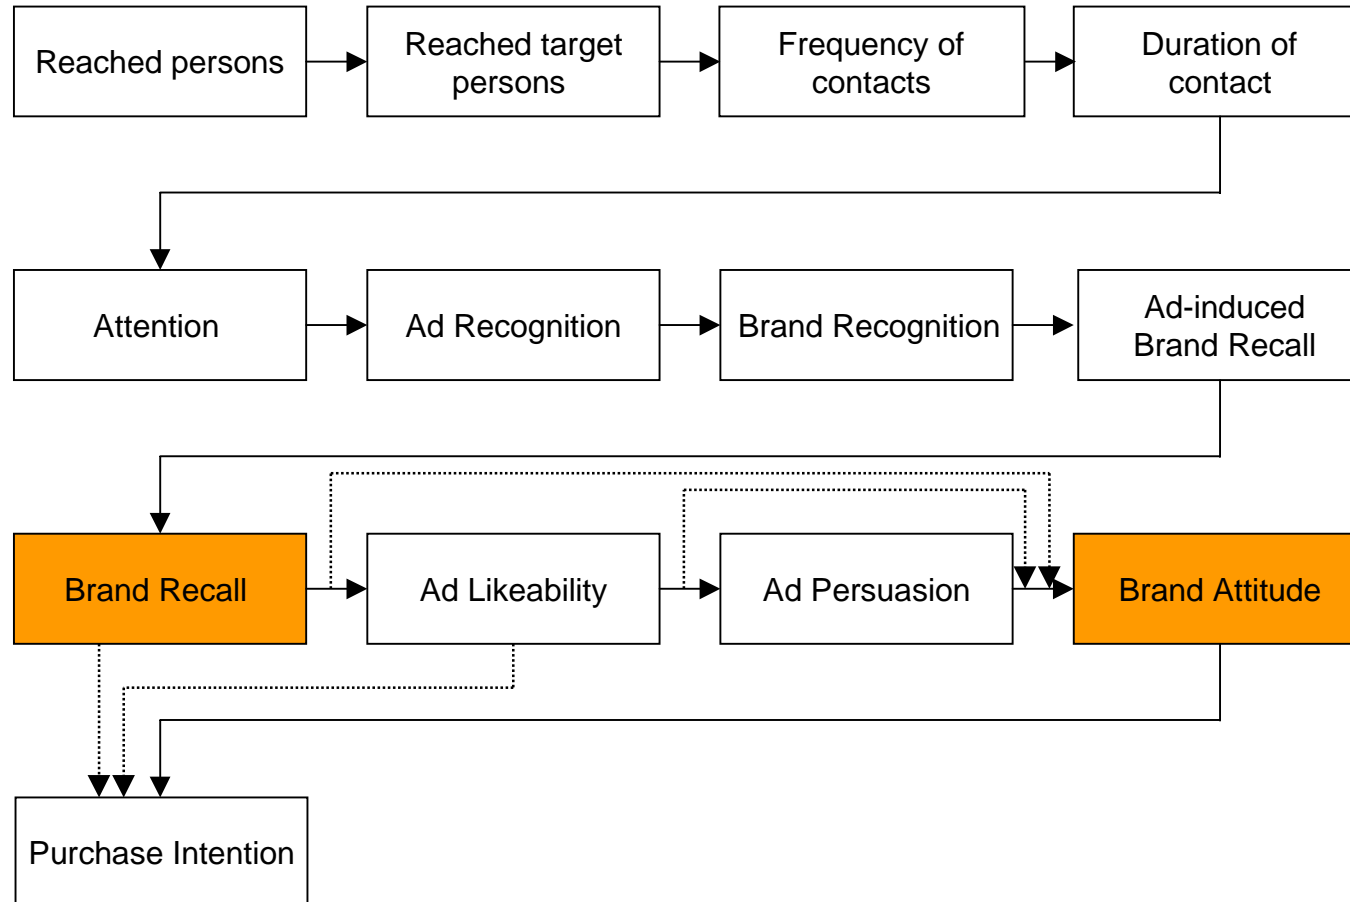 Reached persons
Reached target
persons
Frequency of
contacts
Duration of
contact
Attention
Ad Recognition
Brand Recognition
Ad-induced
Brand Recall
Brand Recall
Ad Likeability
Ad Persuasion
Brand Attitude
Purchase Intention